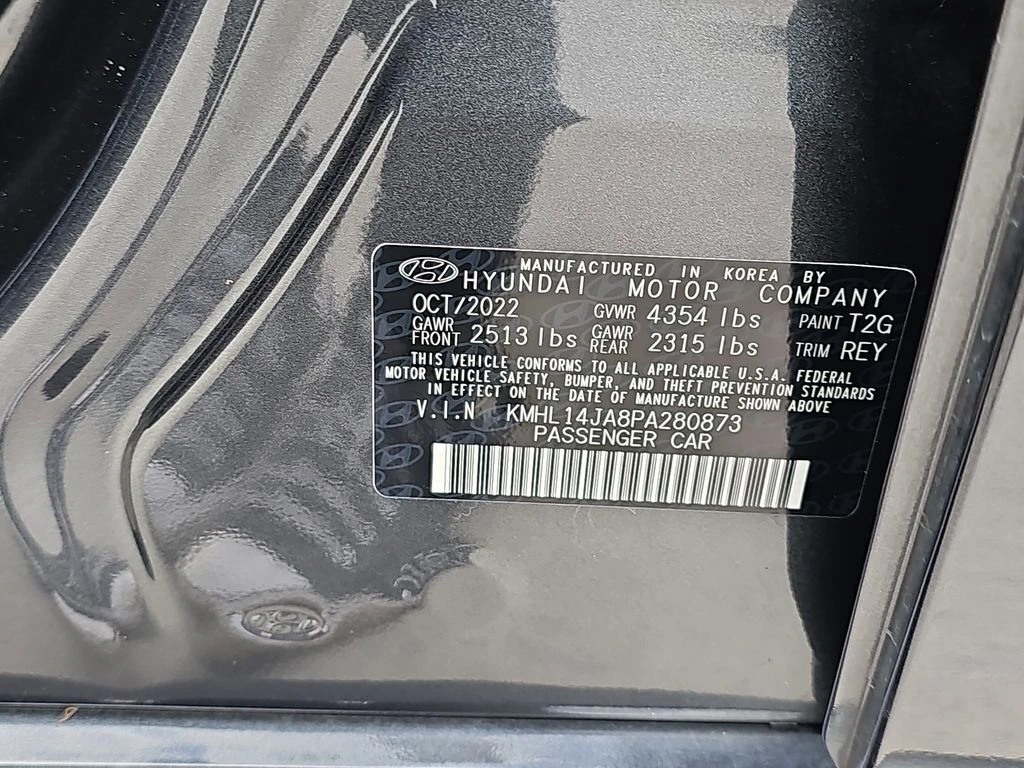 MANUFACTURED IN KOREA BY
HYUNDAI MOTOR COMPANY
OCT/2022 GVWR 4354 lbs PAINT T2G
GAWR FRONT 2513 lbs GAWR REAR 2315 lbs TRIM REY
THIS VEHICLE CONFORMS TO ALL APPLICABLE U.S.A. FEDERAL
MOTOR VEHICLE SAFETY, BUMPER, AND THEFT PREVENTION STANDARDS
IN EFFECT ON THE DATE OF MANUFACTURE SHOWN ABOVE
V.I.N KMHL14JA8PA280873
PASSENGER CAR